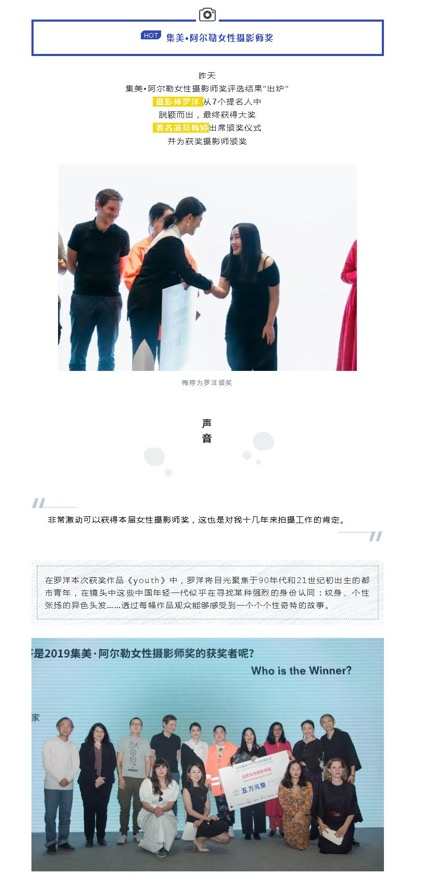 HOT 集美·阿尔勒女性摄影师奖
昨天
集美·阿尔勒女性摄影师奖评选结果“出炉”
摄影师罗洋从7个提名人中
脱颖而出，最终获得大奖
著名演员梅婷出席颁奖仪式
并为获奖摄影师颁奖
梅婷为罗洋颁奖
声
音
非常激动可以获得本届女性摄影师奖，这也是对我十几年来拍摄工作的肯定。
在罗洋本次获奖作品《youth》中，罗洋将目光聚焦于90年代和21世纪初出生的都
市青年，在镜头中这些中国年轻一代似乎在寻找某种强烈的身份认同：纹身、个性
张扬的异色头发……透过每幅作品观众能够感受到一个个个性奇特的故事。
是2019集美·阿尔勒女性摄影师奖的获奖者呢？
Who is the Winner?
家
五万元整